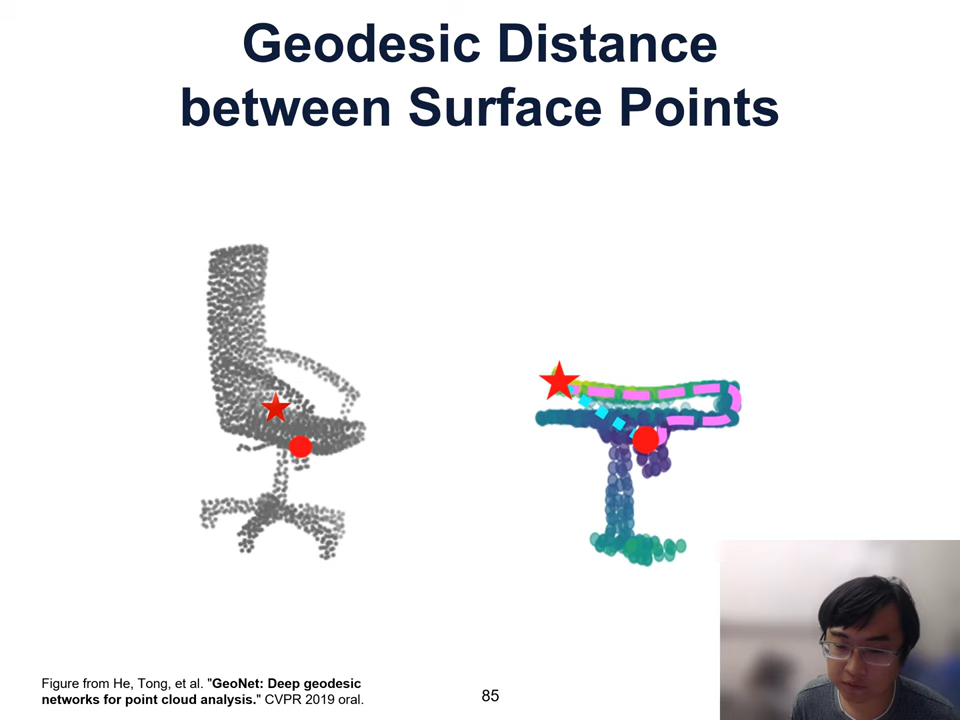 Geodesic Distance
between Surface Points
Figure from He, Tong, et al. "GeoNet: Deep geodesic
networks for point cloud analysis." CVPR 2019 oral.
85